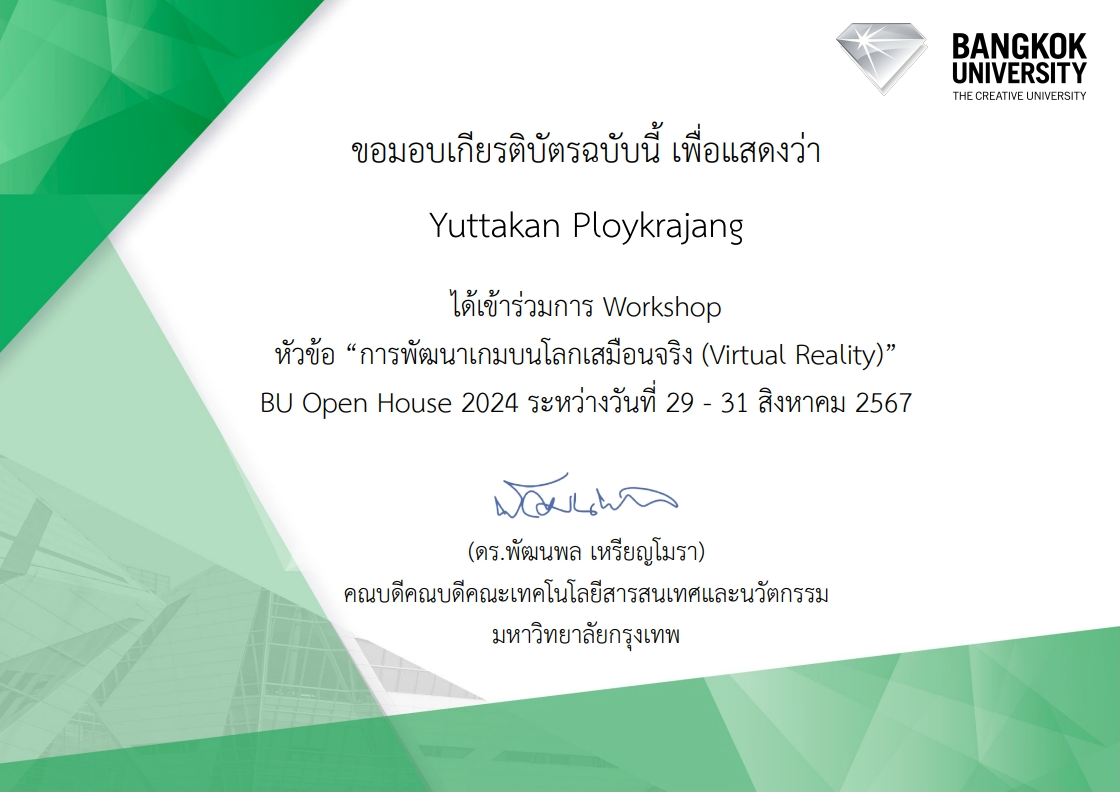 BANGKOK
UNIVERSITY
THE CREATIVE UNIVERSITY
ขอมอบเกียรติบัตรฉบับนี้ เพื่อแสดงว่า
Yuttakan Ploykrajang
ได้เข้าร่วมการ Workshop
หัวข้อ “การพัฒนาเกมบนโลกเสมือนจริง (Virtual Reality)”
BU Open House 2024 ระหว่างวันที่ 29 - 31 สิงหาคม 2567
(ดร.พัฒนพล เหรียญโมรา)
คณบดีคณบดีคณะเทคโนโลยีสารสนเทศและนวัตกรรม
มหาวิทยาลัยกรุงเทพ